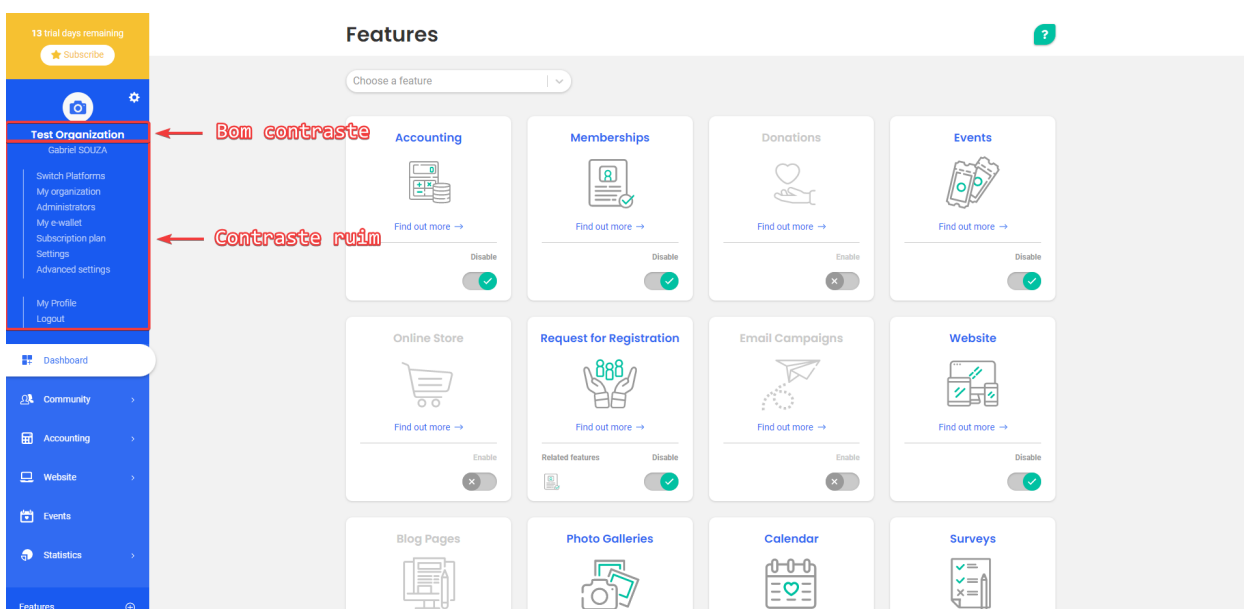 13 trial days remaining
Subscribe
Test Organization
Gabriel SOUZA
Switch Platforms
My organization
Administrators
My e-wallet
Subscription plan
Settings
Advanced settings
My Profile
Logout
Dashboard
Community
Accounting
Website
Events
Statistics
Features
Bom contraste
Contraste ruim
Features
?
Choose a feature
Accounting
Find out more →
Disable
Memberships
Find out more →
Disable
Donations
Find out more →
Enable
Events
Find out more →
Disable
Online Store
Find out more →
Enable
Request for Registration
Find out more →
Related features Disable
Email Campaigns
Find out more →
Enable
Website
Find out more →
Disable
Blog Pages
Photo Galleries
Calendar
Surveys